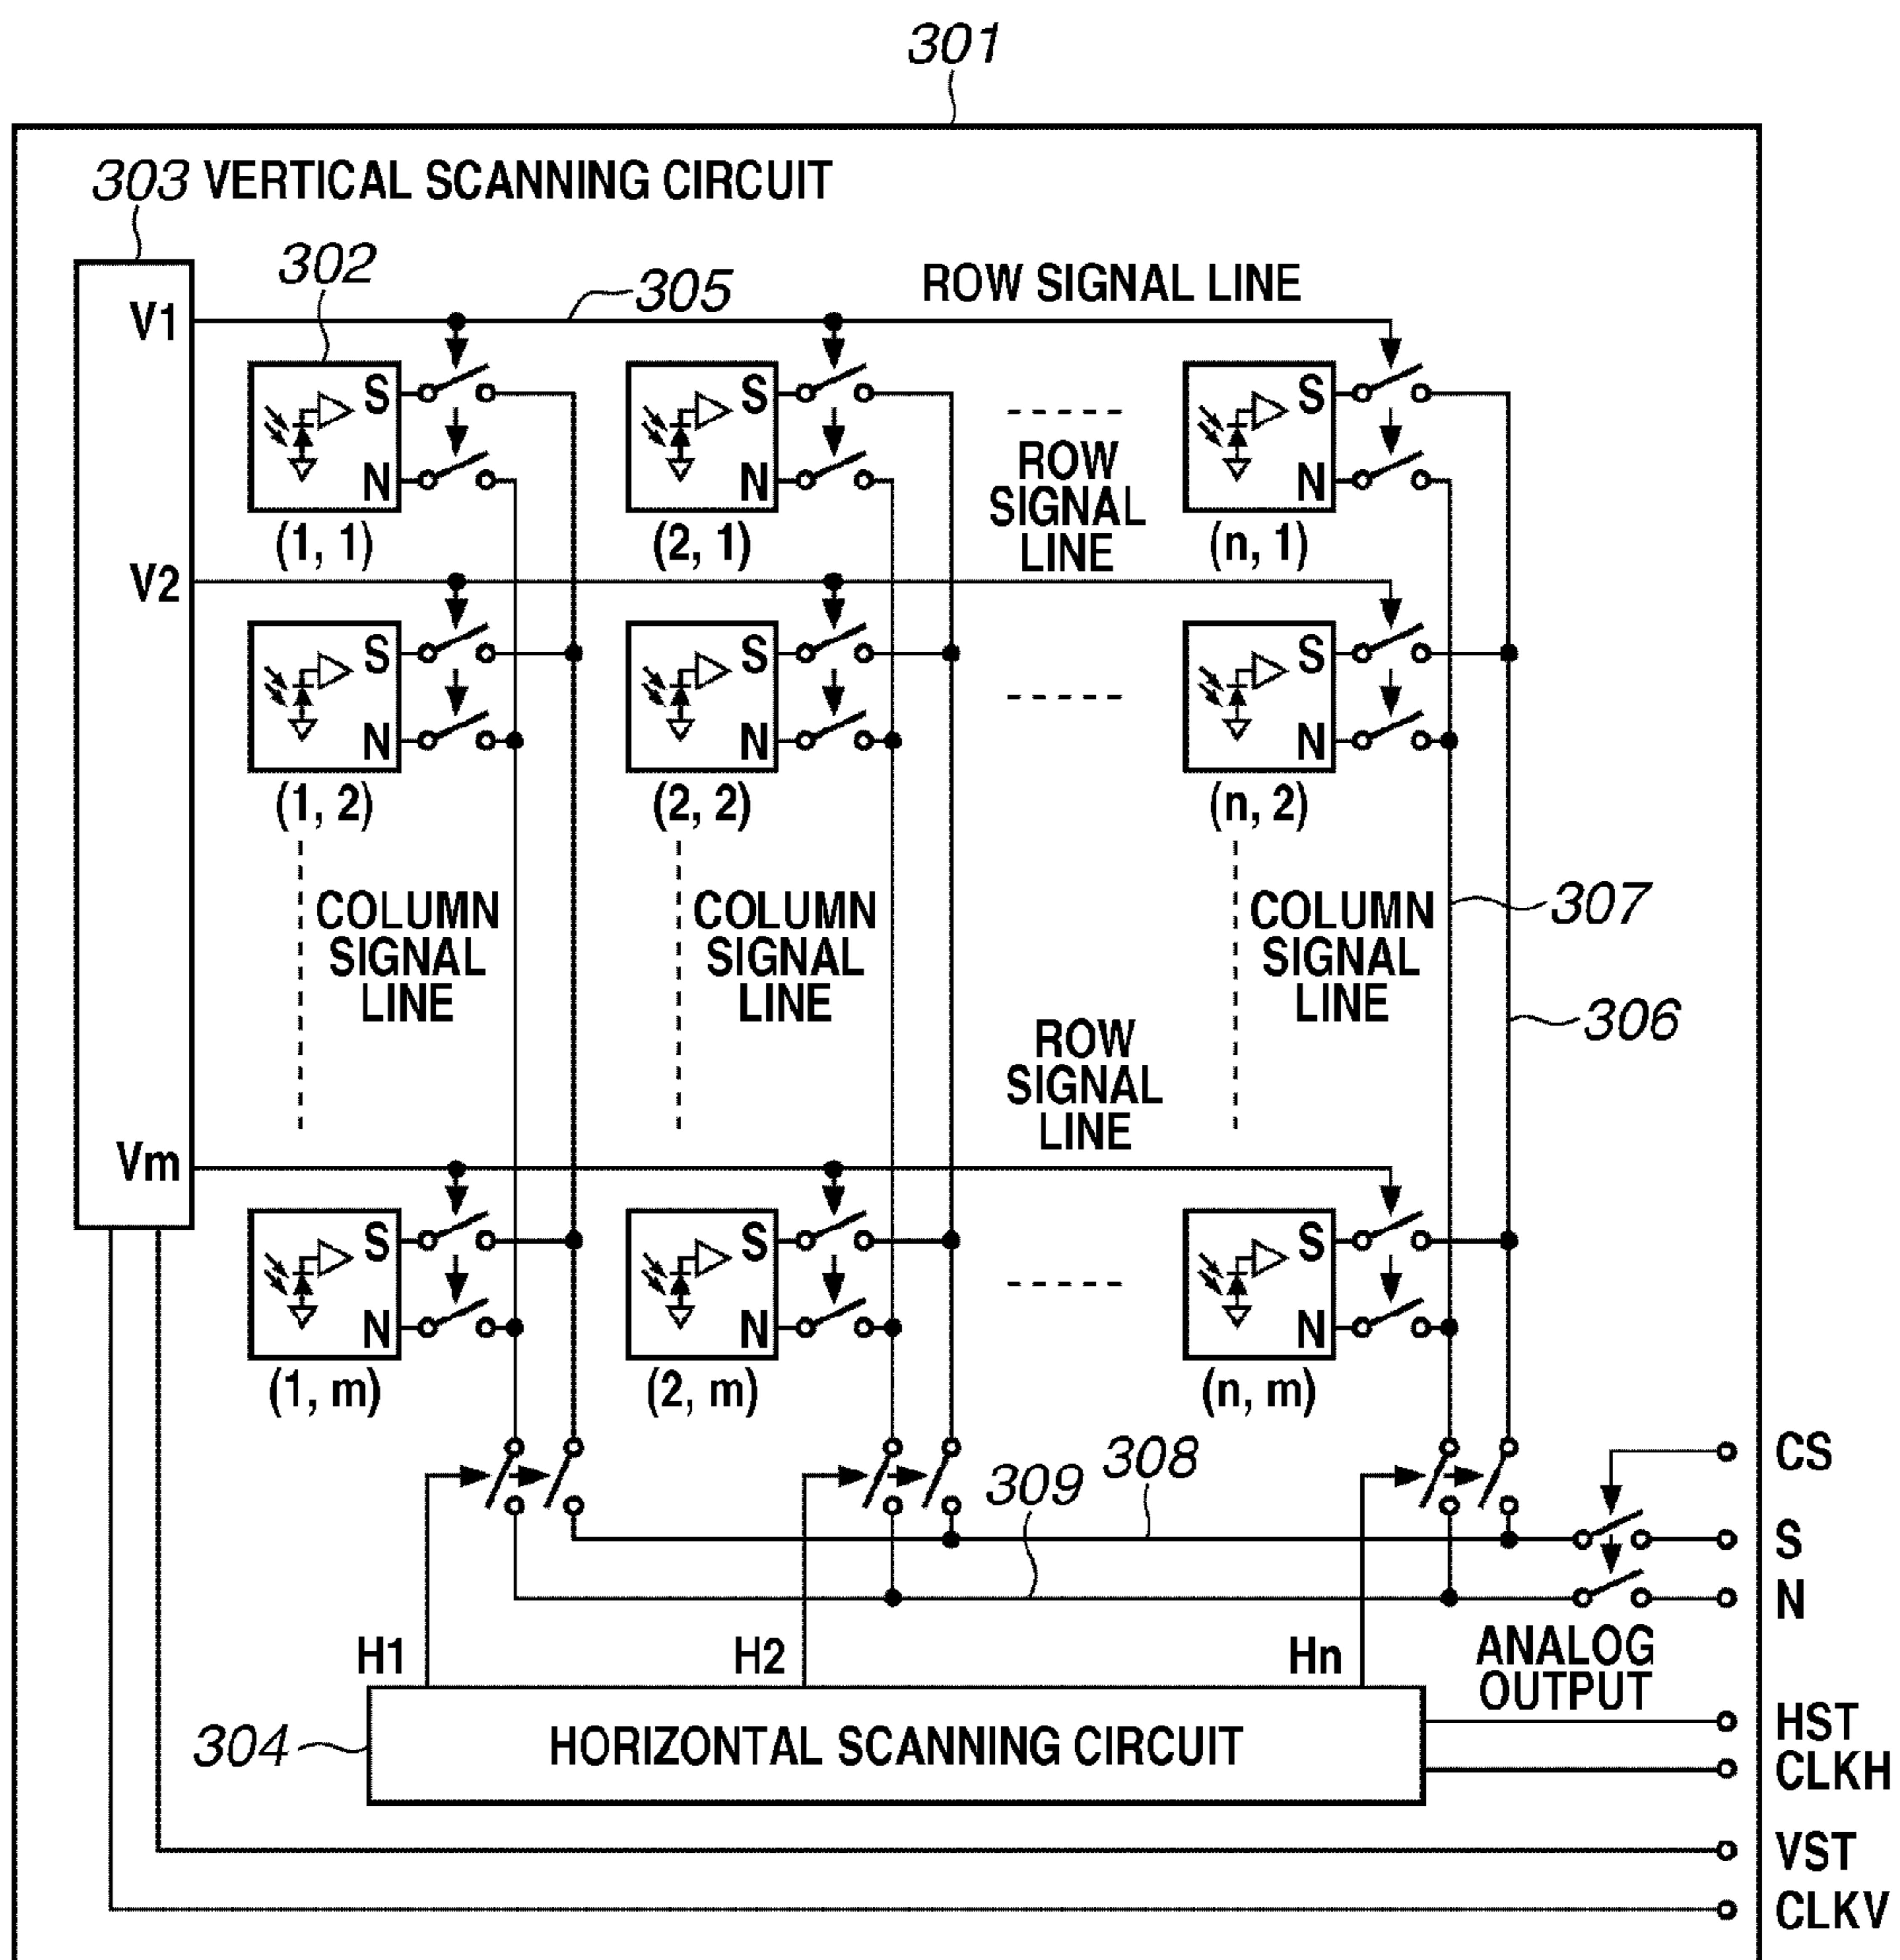 301
303 VERTICAL SCANNING CIRCUIT
302
305
ROW SIGNAL LINE
V1
S
S
S
ROW
SIGNAL
LINE
N
N
N
(1, 1)
(2, 1)
(n, 1)
V2
S
S
S
N
N
N
(1, 2)
(2, 2)
(n, 2)
COLUMN
SIGNAL
LINE
COLUMN
SIGNAL
LINE
COLUMN
SIGNAL
LINE
307
306
ROW
SIGNAL
LINE
Vm
S
S
S
N
N
N
(1, m)
(2, m)
(n, m)
CS
308
309
S
N
H1
H2
Hn
ANALOG
OUTPUT
304
HORIZONTAL SCANNING CIRCUIT
HST
CLKH
VST
CLKV